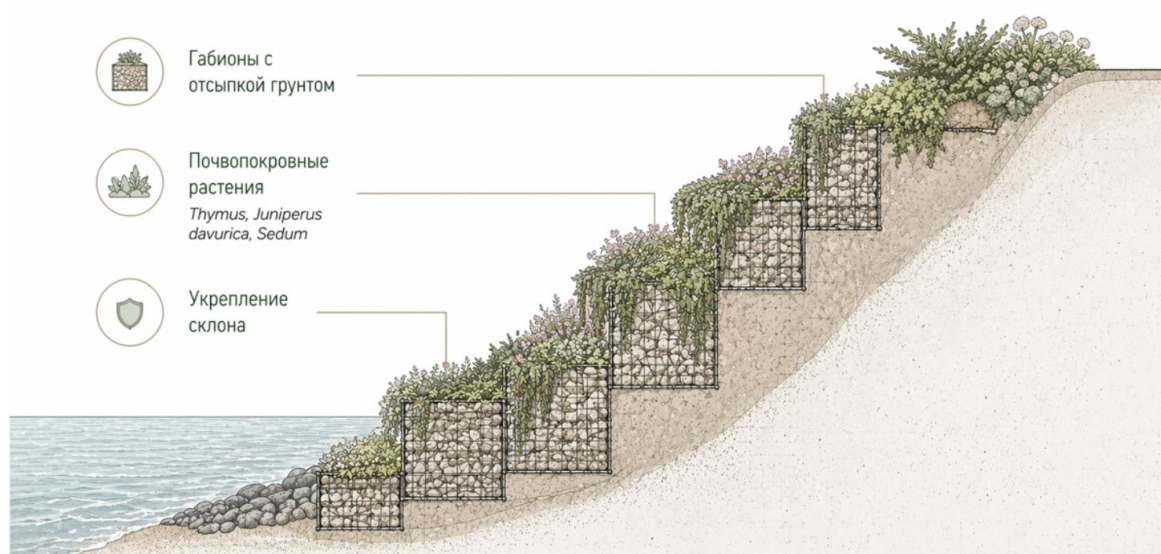 Габионы с
отсыпкой грунтом
Почвопокровные
растения
Thymus, Juniperus
davurica, Sedum
Укрепление
склона